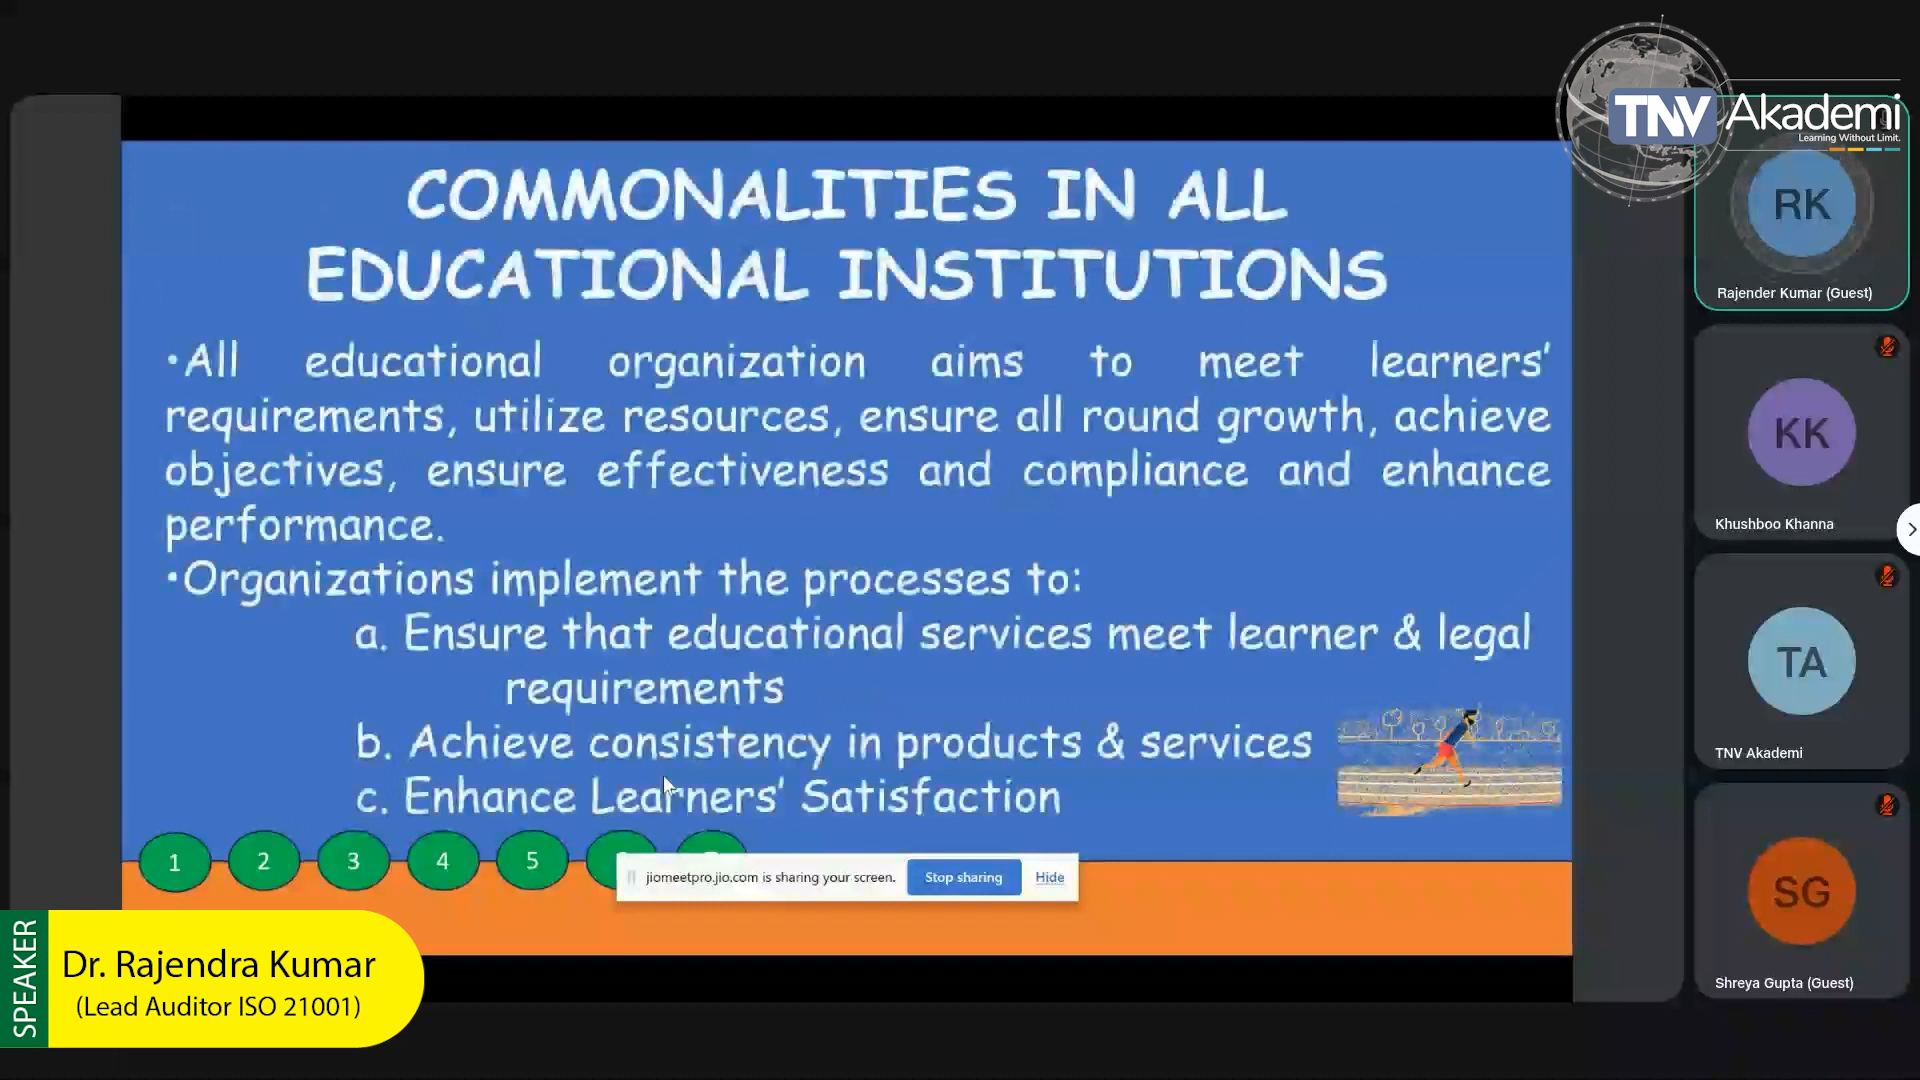 TNV Akademi
Learning Without Limit.
COMMONALITIES IN ALL
EDUCATIONAL INSTITUTIONS
•All educational organization aims to meet learners’
requirements, utilize resources, ensure all round growth, achieve
objectives, ensure effectiveness and compliance and enhance
performance.
•Organizations implement the processes to:
a. Ensure that educational services meet learner & legal
requirements
b. Achieve consistency in products & services
c. Enhance Learners’ Satisfaction
1 2 3 4 5
jiomeetpro.jio.com is sharing your screen. Stop sharing Hide
SPEAKER
Dr. Rajendra Kumar
(Lead Auditor ISO 21001)
RK
Rajender Kumar (Guest)
KK
Khushboo Khanna
TA
TNV Akademi
SG
Shreya Gupta (Guest)